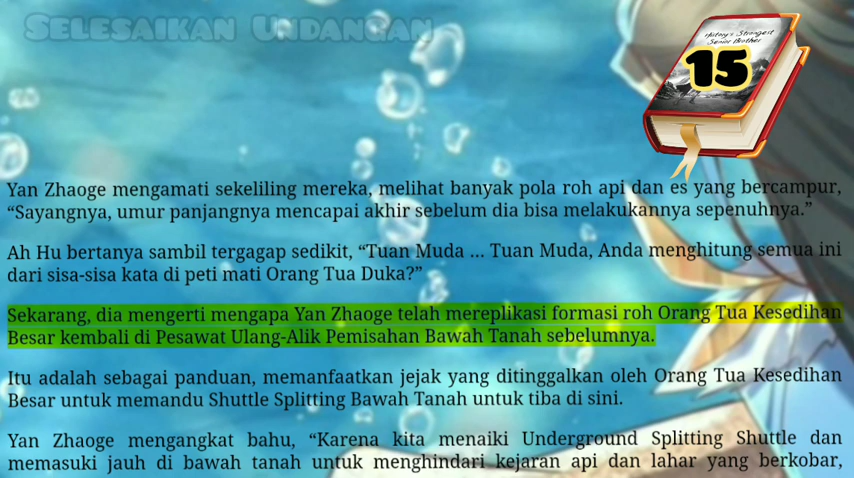 Selesaikan Undangan
History's Strongest
Senior Brother
15
Yan Zhaoge mengamati sekeliling mereka, melihat banyak pola roh api dan es yang bercampur,
“Sayangnya, umur panjangnya mencapai akhir sebelum dia bisa melakukannya sepenuhnya.”
Ah Hu bertanya sambil tergagap sedikit, “Tuan Muda ... Tuan Muda, Anda menghitung semua ini
dari sisa-sisa kata di peti mati Orang Tua Duka?”
Sekarang, dia mengerti mengapa Yan Zhaoge telah mereplikasi formasi roh Orang Tua Kesedihan
Besar kembali di Pesawat Ulang-Alik Pemisahan Bawah Tanah sebelumnya.
Itu adalah sebagai panduan, memanfaatkan jejak yang ditinggalkan oleh Orang Tua Kesedihan
Besar untuk memandu Shuttle Splitting Bawah Tanah untuk tiba di sini.
Yan Zhaoge mengangkat bahu, “Karena kita menaiki Underground Splitting Shuttle dan
memasuki jauh di bawah tanah untuk menghindari kejaran api dan lahar yang berkobar,